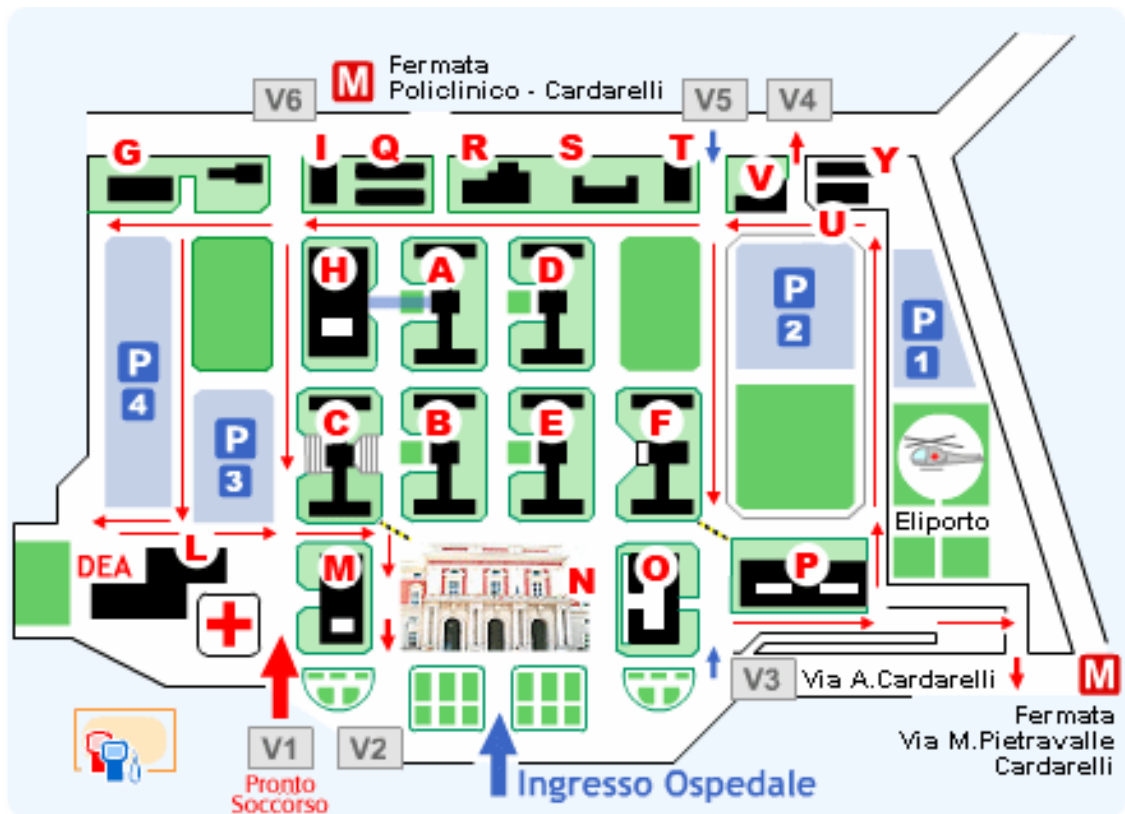 Fermata
Policlinico - Cardarelli
M
V6
V5
V4
G
I
Q
R
S
T
V
Y
U
H
A
D
P
2
P
1
P
4
P
3
C
B
E
F
Eliporto
DEA
L
M
N
O
P
V3
Via A.Cardarelli
M
Fermata
Via M.Pietravalle
Cardarelli
V1
V2
Pronto
Soccorso
Ingresso Ospedale